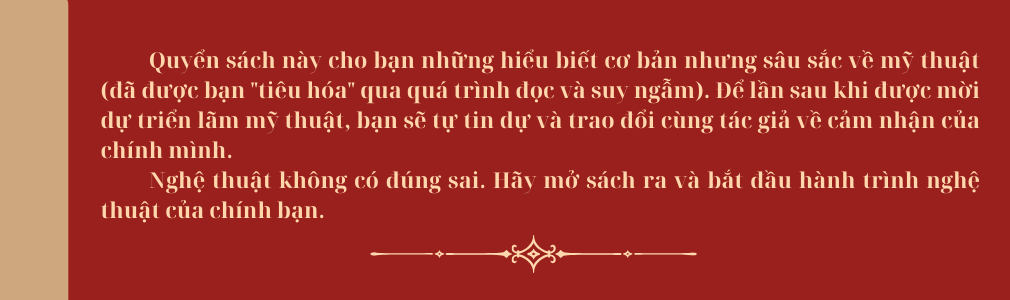 Quyển sách này cho bạn những hiểu biết cơ bản nhưng sâu sắc về mỹ thuật
(đã được bạn "tiêu hóa" qua quá trình đọc và suy ngẫm). Để lần sau khi được mời
dự triển lãm mỹ thuật, bạn sẽ tự tin dự và trao đổi cùng tác giả về cảm nhận của
chính mình.
Nghệ thuật không có đúng sai. Hãy mở sách ra và bắt đầu hành trình nghệ
thuật của chính bạn.